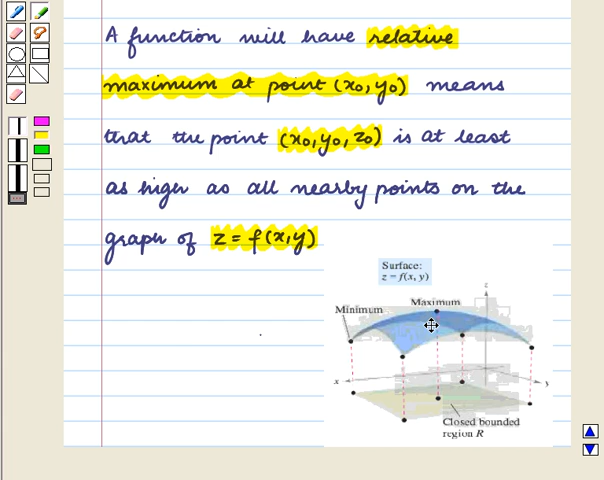 A function will have relative
maximum at point (x₀, y₀) means
that the point (x₀, y₀, z₀) is at least
as higer as all nearby points on the
graph of z = f(x, y)
Surface:
z = f(x, y)
z
Maximum
Minimum
x
y
Closed bounded
region R